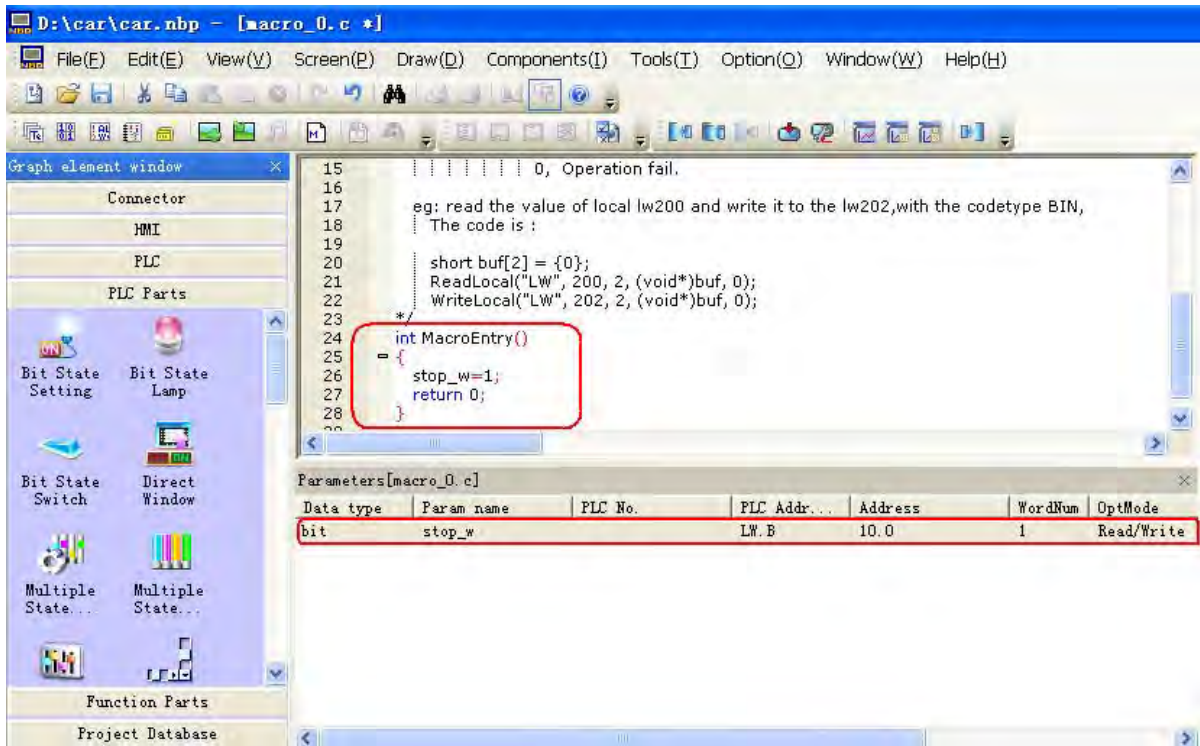 D:\car\car.nbp - [macro_0.c *]
File(F) Edit(E) View(V) Screen(P) Draw(D) Components(I) Tools(T) Option(O) Window(W) Help(H)
Graph element window
Connector
HMI
PLC
PLC Parts
Bit State Setting
Bit State Lamp
Bit State Switch
Direct Window
Multiple State...
Multiple State...
Function Parts
Project Database
15 0, Operation fail.
16
17 eg: read the value of local lw200 and write it to the lw202,with the codetype BIN,
18 The code is :
19
20 short buf[2] = {0};
21 ReadLocal("LW", 200, 2, (void*)buf, 0);
22 WriteLocal("LW", 202, 2, (void*)buf, 0);
23 */
24 int MacroEntry()
25 {
26 stop_w=1;
27 return 0;
28 }
Parameters[macro_0.c]
Data type Param name PLC No. PLC Addr... Address WordNum OptMode
bit stop_w LW.B 10.0 1 Read/Write